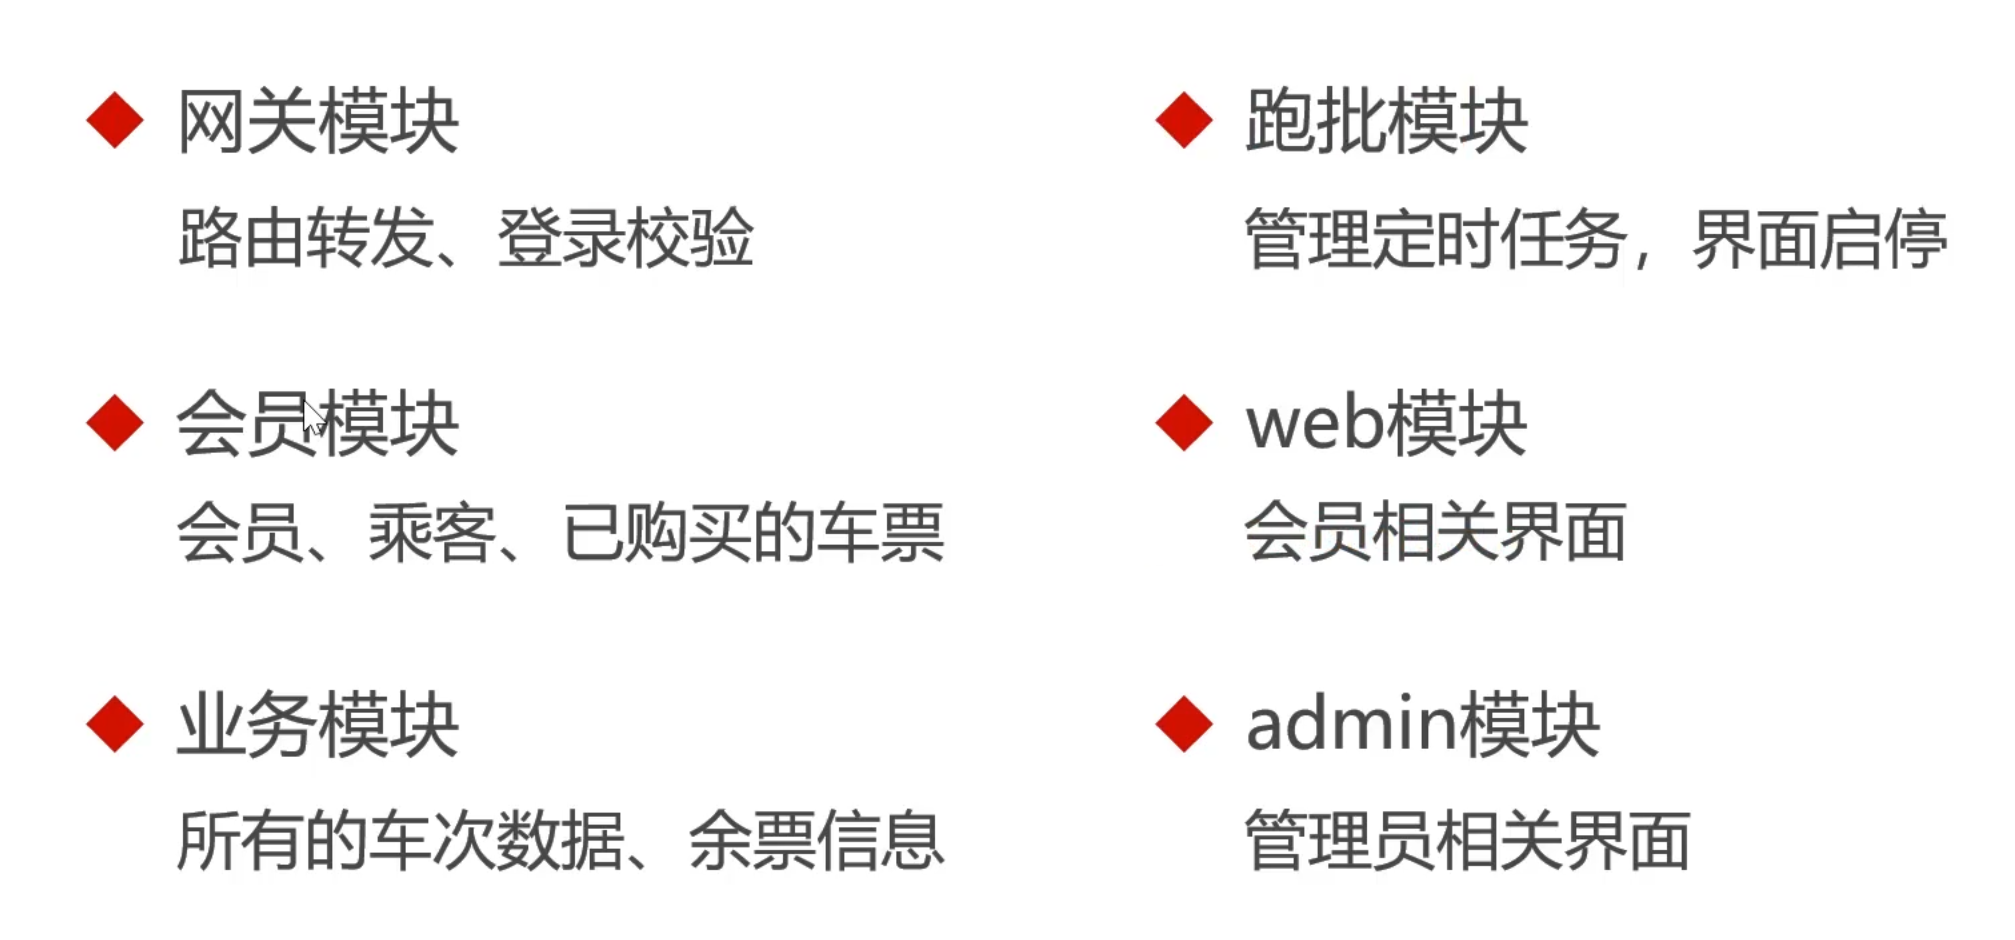 网关模块
路由转发、登录校验
会员模块
会员、乘客、已购买的车票
业务模块
所有的车次数据、余票信息
跑批模块
管理定时任务，界面启停
web模块
会员相关界面
admin模块
管理员相关界面